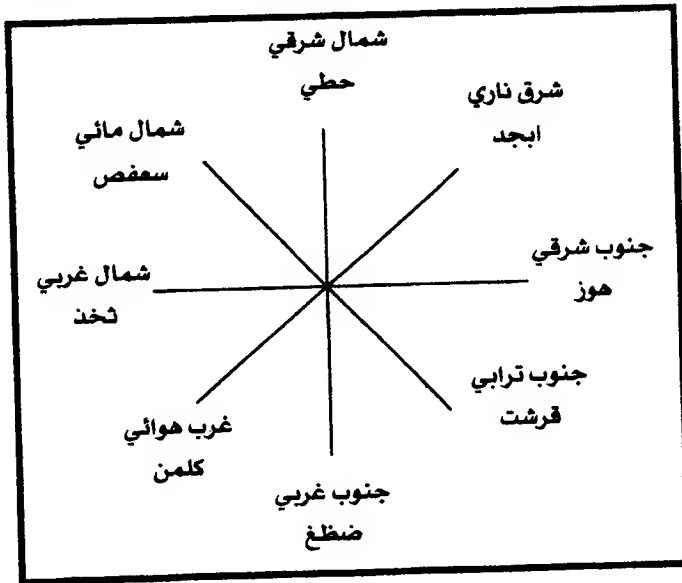 شمال شرقي
حطي
شرق ناري
ابجد
جنوب شرقي
هوز
جنوب ترابي
قرشت
جنوب غربي
ضظغ
غرب هوائي
كلمن
شمال غربي
ثخذ
شمال مائي
سعفص